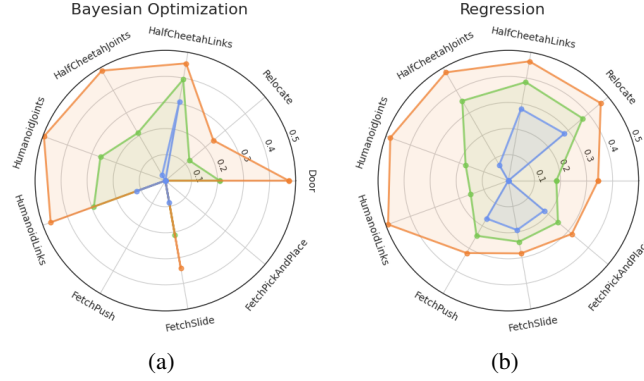 Bayesian Optimization
Regression
HalfCheetahLinks
HalfCheetahJoints
Relocate
HumanoidJoints
0.1
0.2
0.3
0.4
0.5
Door
HumanoidLinks
FetchPush
FetchSlide
FetchPickAndPlace
HalfCheetahLinks
HalfCheetahJoints
Relocate
HumanoidJoints
0.1
0.2
0.3
0.4
0.5
Door
HumanoidLinks
FetchPush
FetchSlide
FetchPickAndPlace
(a)
(b)